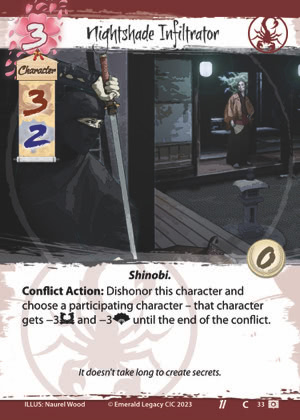 3
Nightshade Infiltrator
Character
3
2
0
Shinobi.
Conflict Action: Dishonor this character and
choose a participating character – that character
gets –3 and –3 until the end of the conflict.
It doesn't take long to create secrets.
ILLUS: Naurel Wood © Emerald Legacy CIC 2023 C 33